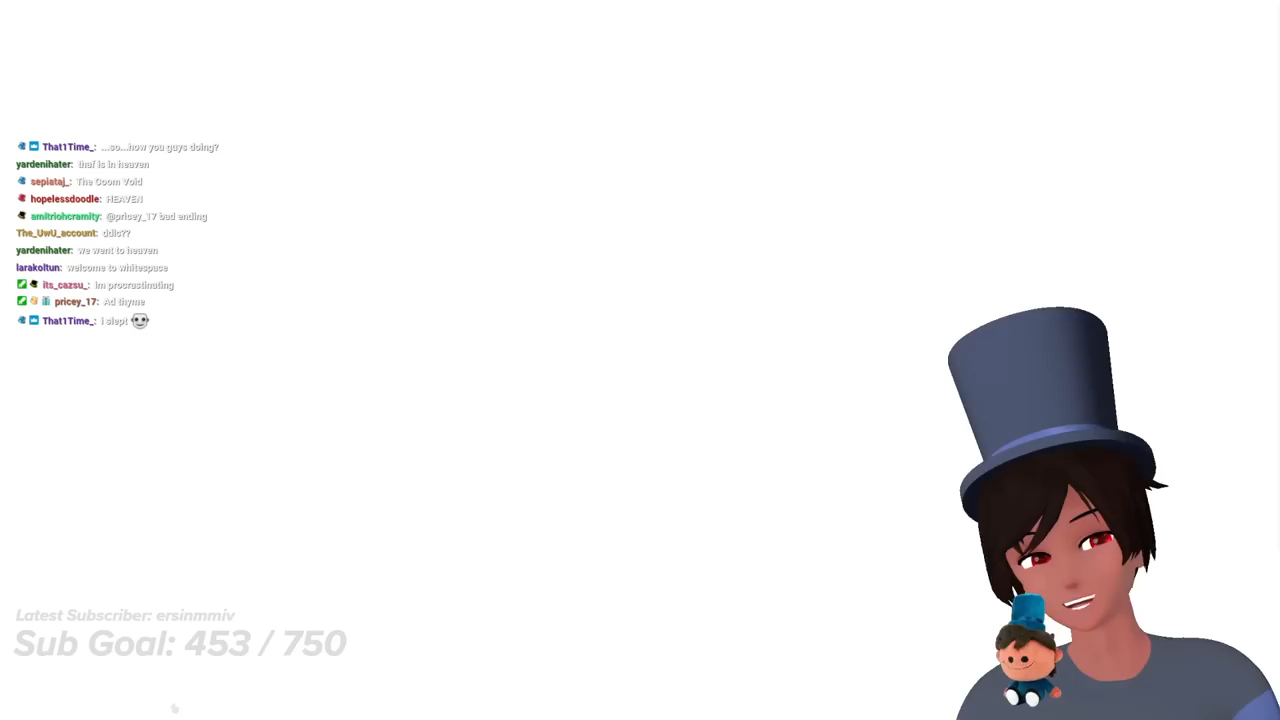 That1Time_: ...so...how you guys doing?
yardenihater: thaf is in heaven
sepiataj_: The Goom Void
hopelessdoodle: HEAVEN
amitriohcramity: @pricey_17 bad ending
The_UwU_account: ddlc??
yardenihater: we went to heaven
larakoltun: welcome to whitespace
its_cazsu_: im procrastinating
pricey_17: Ad thyme
That1Time_: i slept
Latest Subscriber: ersinmmiv
Sub Goal: 453 / 750